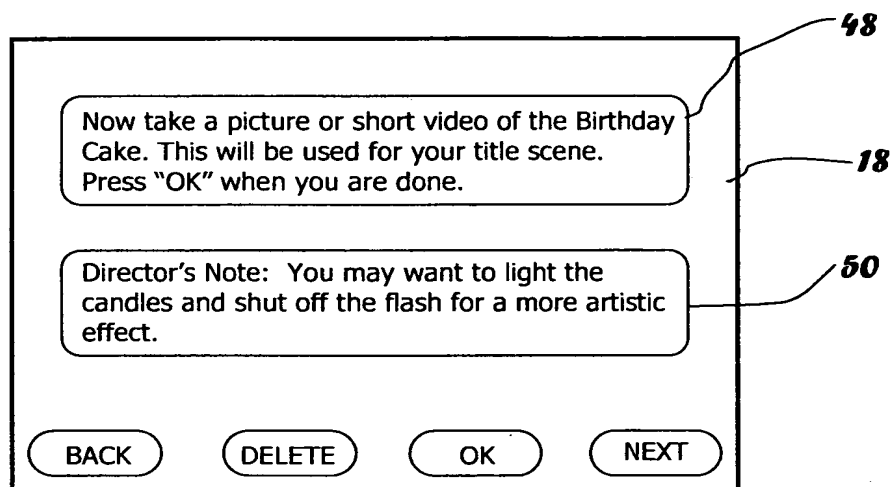 48
Now take a picture or short video of the Birthday
Cake. This will be used for your title scene.
Press “OK” when you are done.
18
Director’s Note: You may want to light the
candles and shut off the flash for a more artistic
effect.
50
BACK DELETE OK NEXT